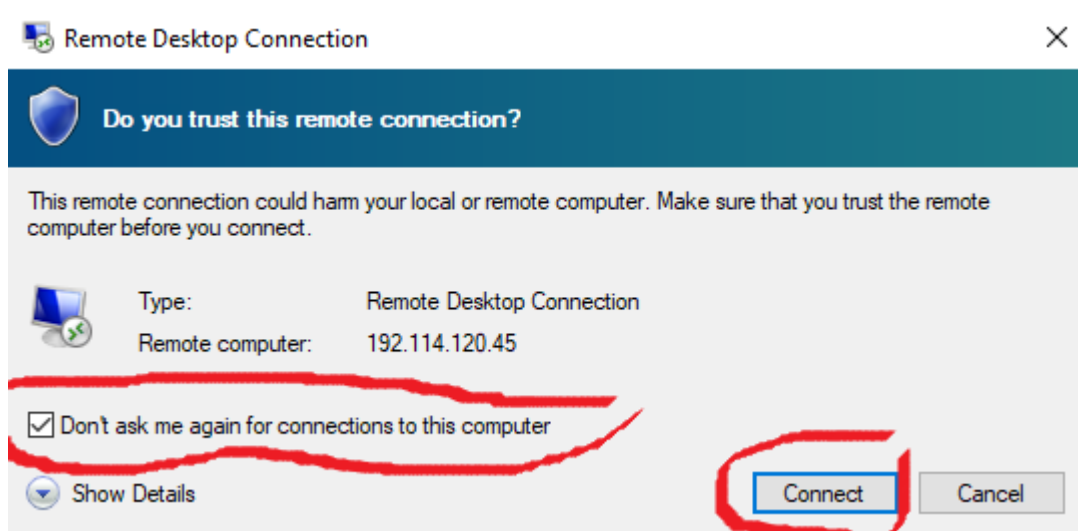 Remote Desktop Connection
Do you trust this remote connection?
This remote connection could harm your local or remote computer. Make sure that you trust the remote
computer before you connect.
Type: Remote Desktop Connection
Remote computer: 192.114.120.45
Don't ask me again for connections to this computer
Show Details Connect Cancel